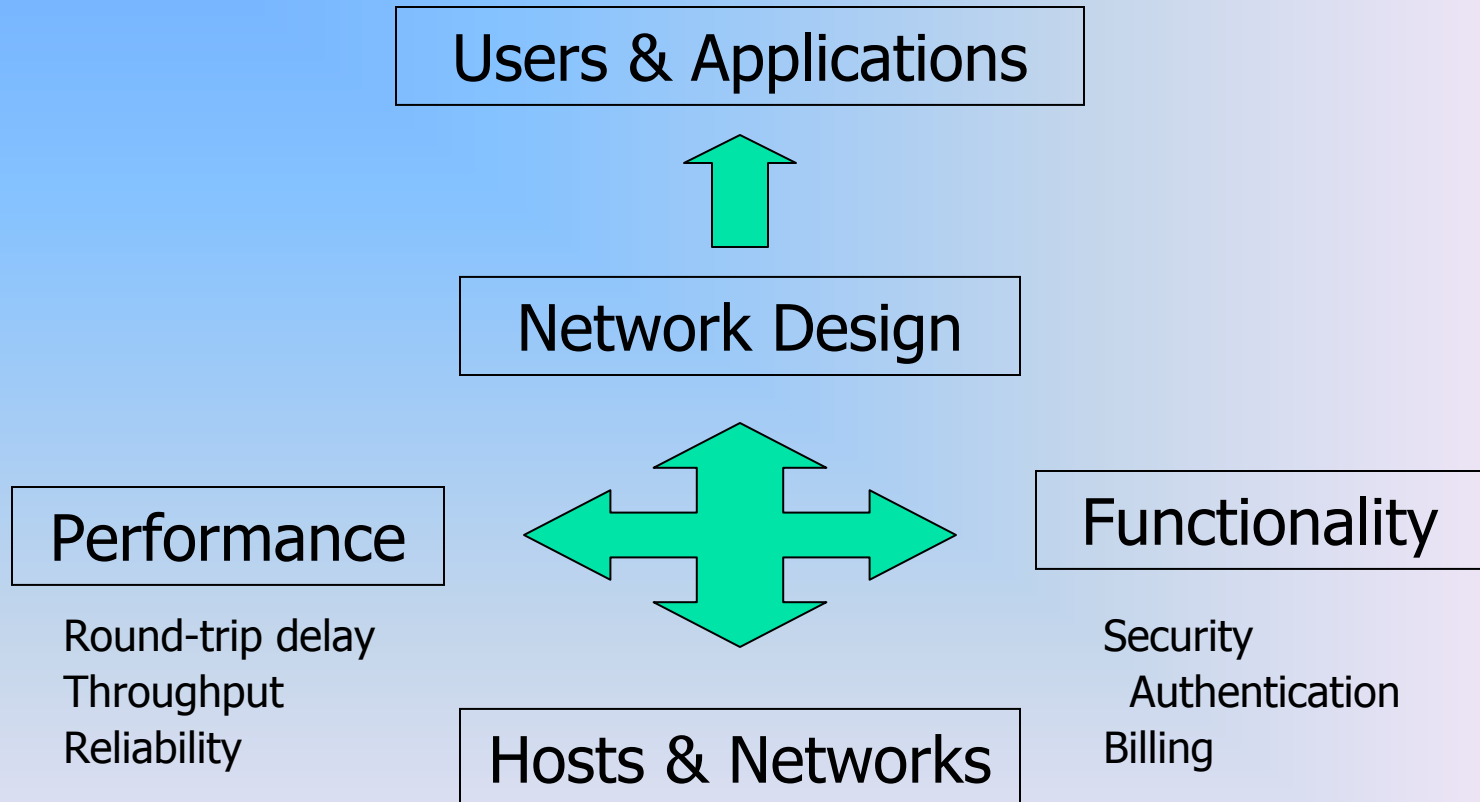 Users & Applications
Network Design
Performance
Round-trip delay
Throughput
Reliability
Functionality
Security
Authentication
Billing
Hosts & Networks